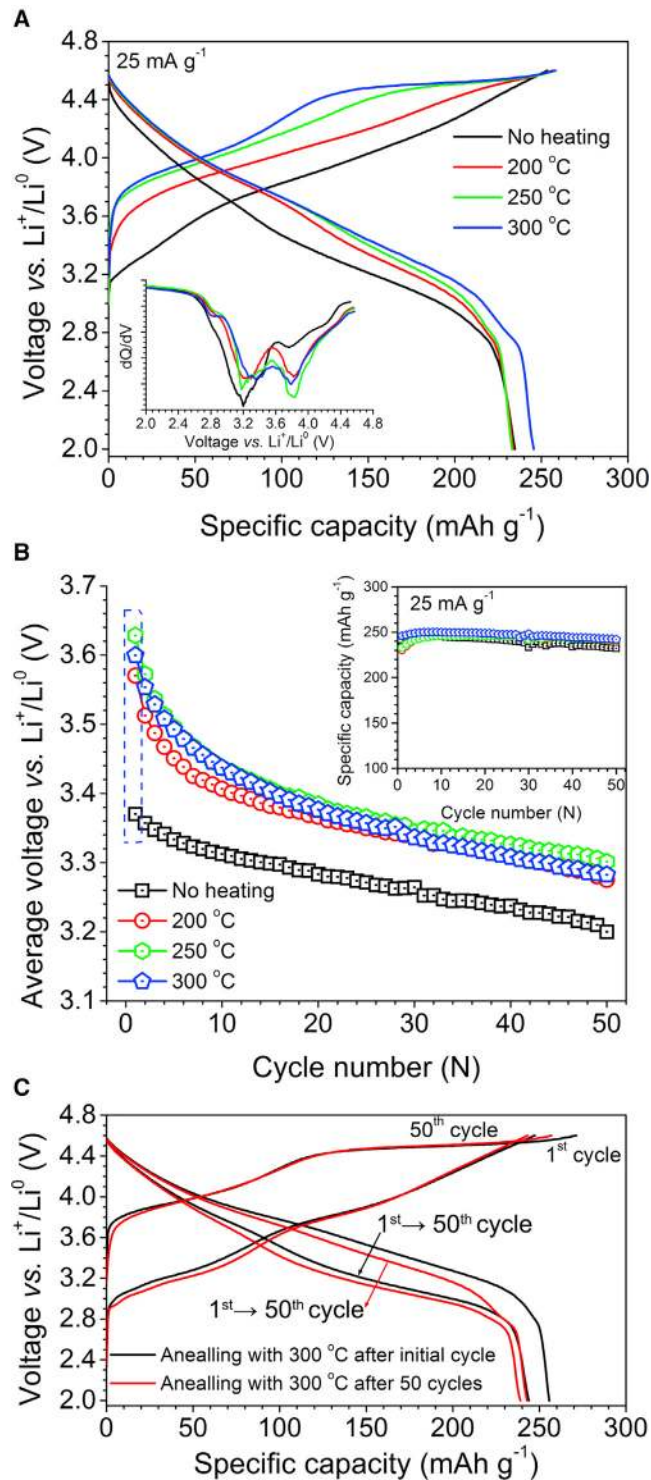 A
4.8
4.4
4.0
3.6
3.2
2.8
2.4
2.0
Voltage vs. Li⁺/Li⁰ (V)
25 mA g⁻¹
No heating
200 °C
250 °C
300 °C
dQ/dV
2.0 2.4 2.8 3.2 3.6 4.0 4.4 4.8
Voltage vs. Li⁺/Li⁰ (V)
0 50 100 150 200 250 300
Specific capacity (mAh g⁻¹)
B
3.7
3.6
3.5
3.4
3.3
3.2
3.1
Average voltage vs. Li⁺/Li⁰ (V)
300
250
200
150
100
Specific capacity (mAh g⁻¹)
25 mA g⁻¹
0 10 20 30 40 50
Cycle number (N)
No heating
200 °C
250 °C
300 °C
0 10 20 30 40 50
Cycle number (N)
C
4.8
4.4
4.0
3.6
3.2
2.8
2.4
2.0
Voltage vs. Li⁺/Li⁰ (V)
50ᵗʰ cycle
1ˢᵗ cycle
1ˢᵗ→ 50ᵗʰ cycle
1ˢᵗ→ 50ᵗʰ cycle
Anealling with 300 °C after initial cycle
Anealling with 300 °C after 50 cycles
0 50 100 150 200 250 300
Specific capacity (mAh g⁻¹)